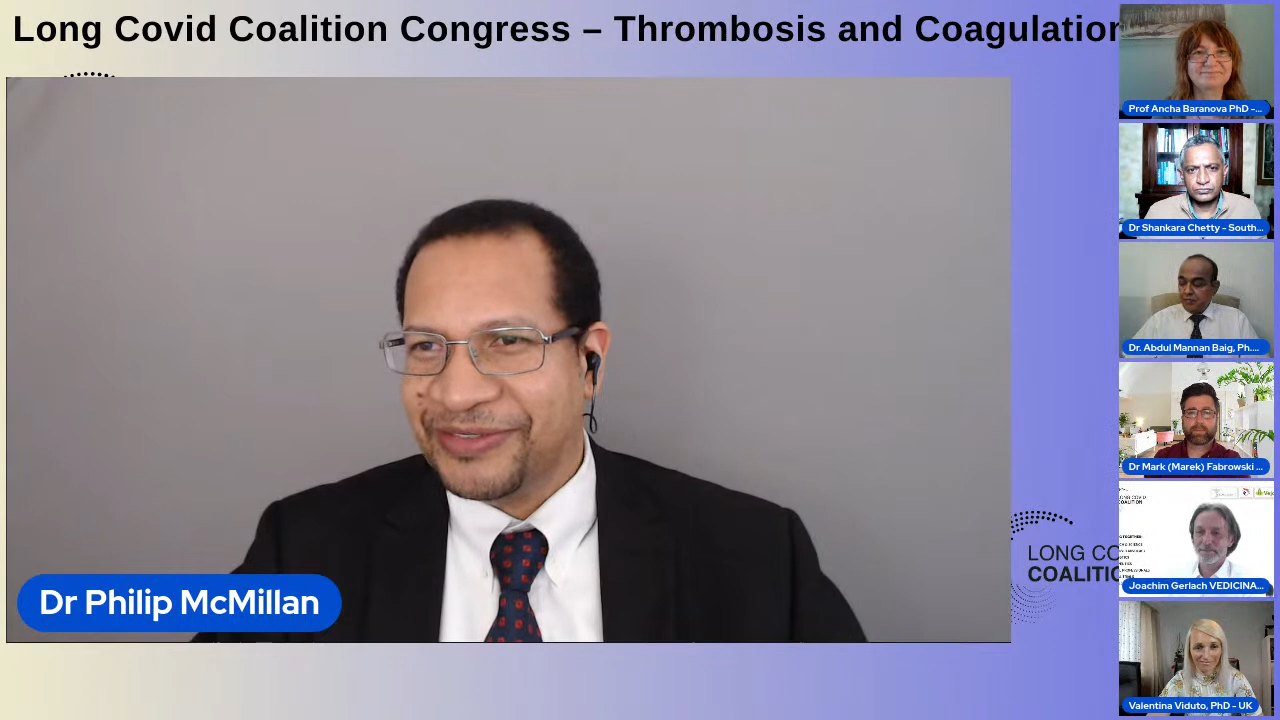 Long Covid Coalition Congress – Thrombosis and Coagulation
Dr Philip McMillan
LONG CO
COALITIO
Prof Ancha Baranova PhD -...
Dr Shankara Chetty - South...
Dr. Abdul Mannan Baig, Ph....
Dr Mark (Marek) Fabrowski ...
Joachim Gerlach VEDICINA...
Valentina Viduto, PhD - UK